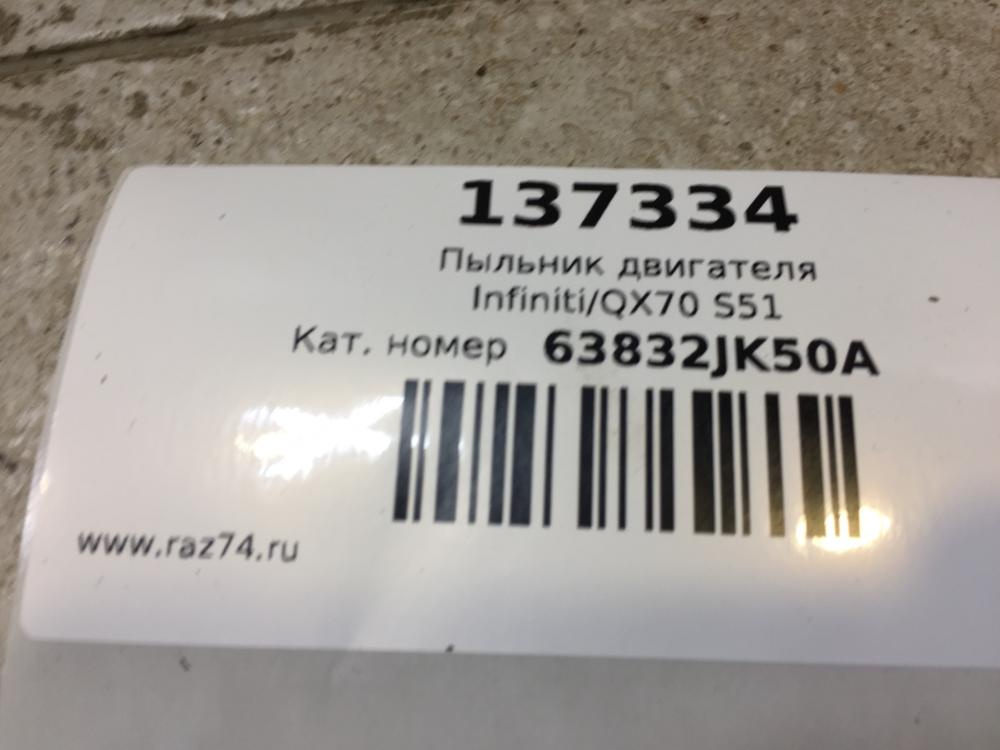 137334
Пыльник двигателя
Infiniti/QX70 S51
Кат. номер 63832JK50A
www.raz74.ru